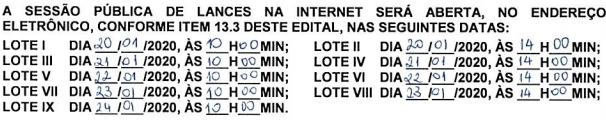 A SESSÃO PÚBLICA DE LANCES NA INTERNET SERÁ ABERTA, NO ENDEREÇO
ELETRÔNICO, CONFORME ITEM 13.3 DESTE EDITAL, NAS SEGUINTES DATAS:
LOTE I DIA 20/01/2020, ÀS 10 H 00 MIN; LOTE II DIA 20/01/2020, ÀS 14 H 00 MIN;
LOTE III DIA 21/01/2020, ÀS 10 H 00 MIN; LOTE IV DIA 21/01/2020, ÀS 14 H 00 MIN;
LOTE V DIA 22/01/2020, ÀS 10 H 00 MIN; LOTE VI DIA 22/01/2020, ÀS 14 H 00 MIN;
LOTE VII DIA 23/01/2020, ÀS 10 H 00 MIN; LOTE VIII DIA 23/01/2020, ÀS 14 H 00 MIN;
LOTE IX DIA 24/01/2020, ÀS 10 H 00 MIN.